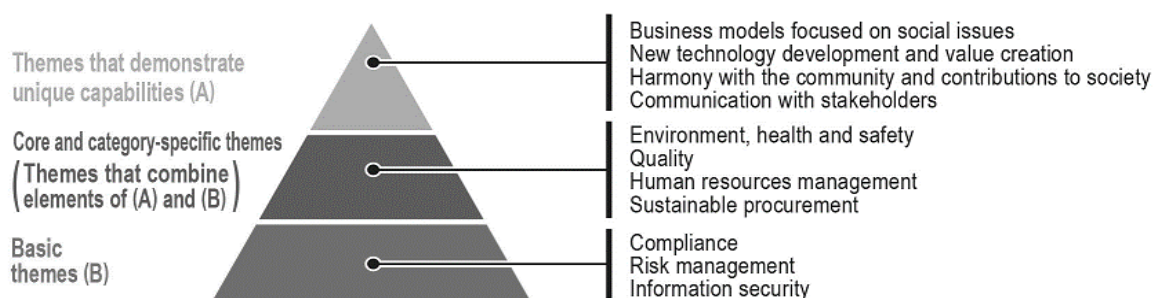 Themes that demonstrate
unique capabilities (A)
Business models focused on social issues
New technology development and value creation
Harmony with the community and contributions to society
Communication with stakeholders
Core and category-specific themes
(Themes that combine
elements of (A) and (B))
Environment, health and safety
Quality
Human resources management
Sustainable procurement
Basic
themes (B)
Compliance
Risk management
Information security